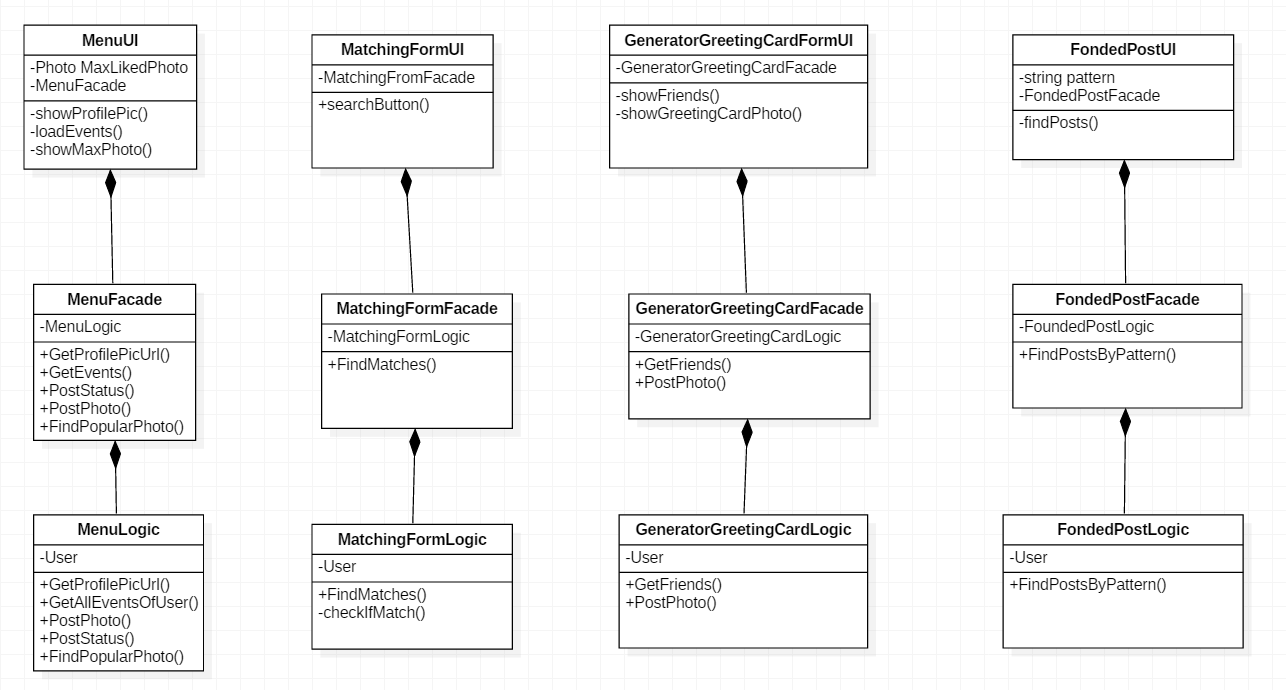 MenuUI
-Photo MaxLikedPhoto
-MenuFacade
-showProfilePic()
-loadEvents()
-showMaxPhoto()
MatchingFormUI
-MatchingFromFacade
+searchButton()
GeneratorGreetingCardFormUI
-GeneratorGreetingCardFacade
-showFriends()
-showGreetingCardPhoto()
FondedPostUI
-string pattern
-FondedPostFacade
-findPosts()
MenuFacade
-MenuLogic
+GetProfilePicUrl()
+GetEvents()
+PostStatus()
+PostPhoto()
+FindPopularPhoto()
MatchingFormFacade
-MatchingFormLogic
+FindMatches()
GeneratorGreetingCardFacade
-GeneratorGreetingCardLogic
+GetFriends()
+PostPhoto()
FondedPostFacade
-FoundedPostLogic
+FindPostsByPattern()
MenuLogic
-User
+GetProfilePicUrl()
+GetAllEventsOfUser()
+PostPhoto()
+PostStatus()
+FindPopularPhoto()
MatchingFormLogic
-User
+FindMatches()
-checkIfMatch()
GeneratorGreetingCardLogic
-User
+GetFriends()
+PostPhoto()
FondedPostLogic
-User
+FindPostsByPattern()